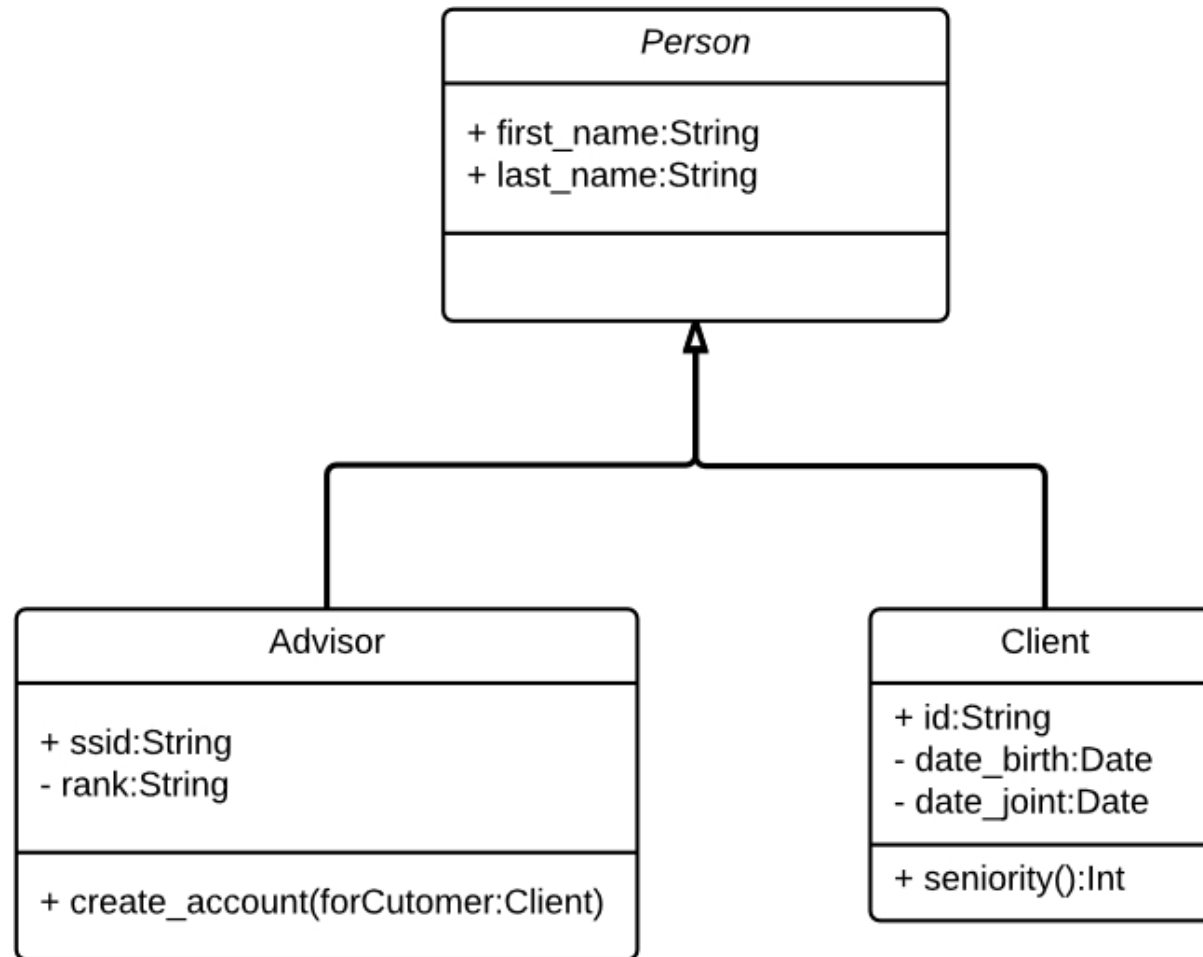 Person
+ first_name:String
+ last_name:String
Advisor
+ ssid:String
- rank:String
+ create_account(forCutomer:Client)
Client
+ id:String
- date_birth:Date
- date_joint:Date
+ seniority():Int